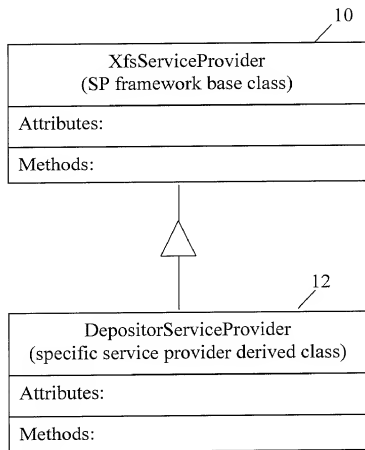 10
XfsServiceProvider
(SP framework base class)
Attributes:
Methods:
12
DepositorServiceProvider
(specific service provider derived class)
Attributes:
Methods: